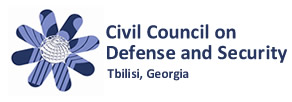 Civil Council on
Defense and Security
Tbilisi, Georgia